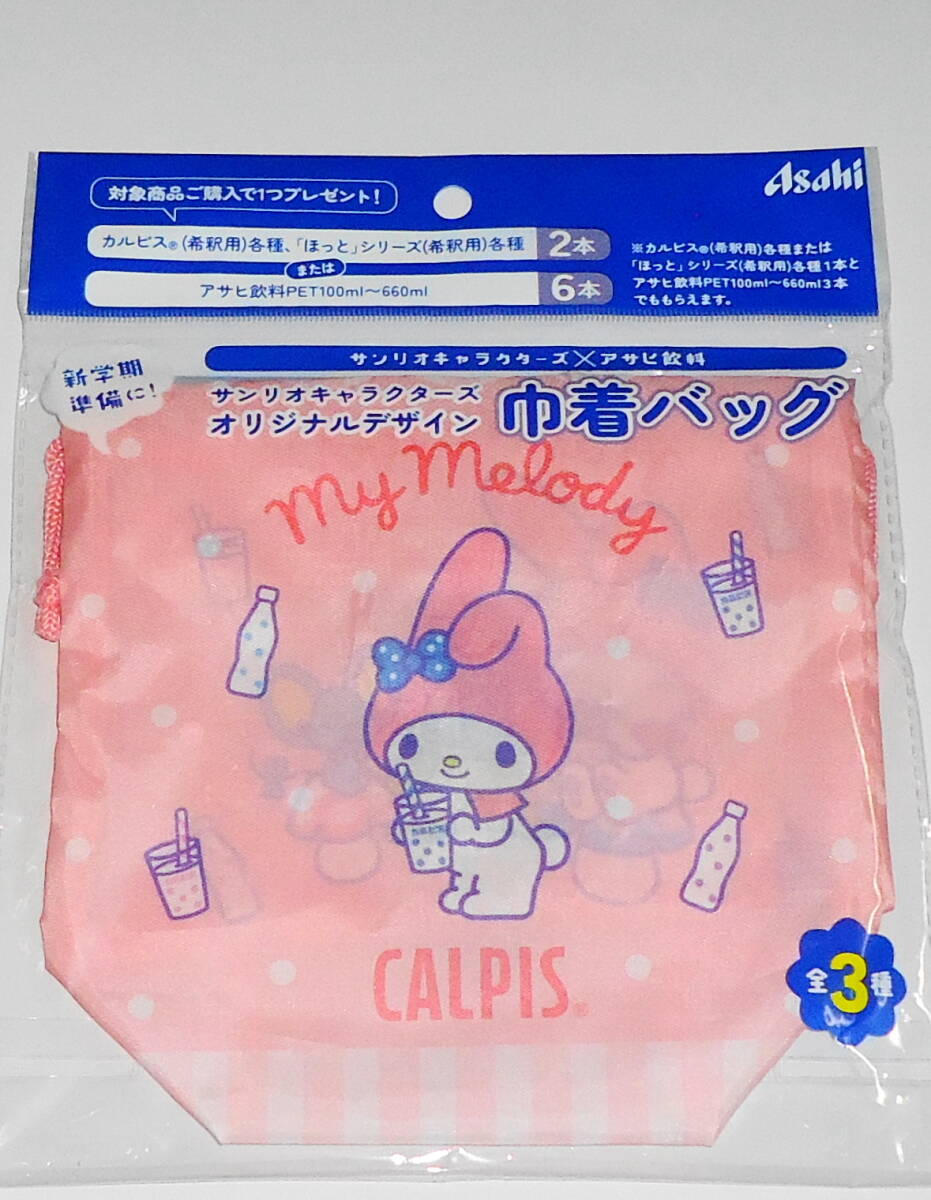 Asahi
対象商品ご購入で1つプレゼント!
カルピス®(希釈用)各種、「ほっと」シリーズ(希釈用)各種 2本
または
アサヒ飲料PET100ml〜660ml 6本
※カルピス®(希釈用)各種または
「ほっと」シリーズ(希釈用)各種1本と
アサヒ飲料PET100ml〜660ml3本
でももらえます。
サンリオキャラクターズ×アサヒ飲料
新学期
準備に!
サンリオキャラクターズ
オリジナルデザイン
巾着バッグ
My Melody
CALPIS®
全3種